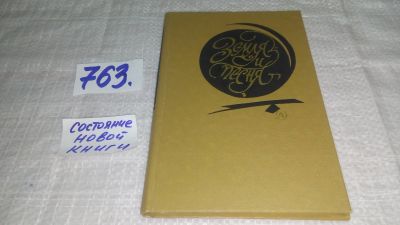 763.
состояние
новой
книги
Земля
и
песня